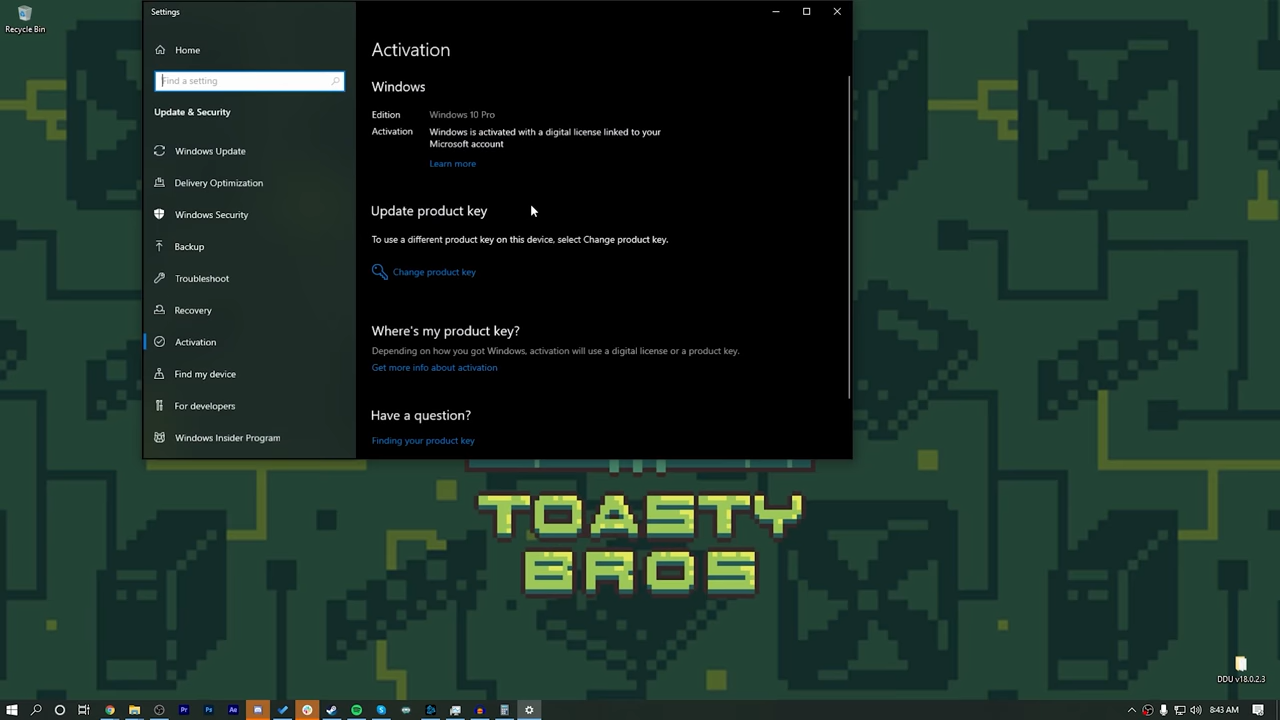 Recycle Bin
Settings
Home
Find a setting
Update & Security
Windows Update
Delivery Optimization
Windows Security
Backup
Troubleshoot
Recovery
Activation
Find my device
For developers
Windows Insider Program
Activation
Windows
Edition Windows 10 Pro
Activation Windows is activated with a digital license linked to your
Microsoft account
Learn more
Update product key
To use a different product key on this device, select Change product key.
Change product key
Where's my product key?
Depending on how you got Windows, activation will use a digital license or a product key.
Get more info about activation
Have a question?
Finding your product key
TOASTY
BROS
DDU v18.0.2.3
Pr Ps Ae
8:43 AM